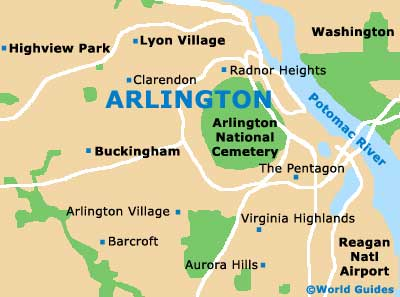 Washington
Lyon Village
Highview Park
Radnor Heights
Clarendon
ARLINGTON
Potomac River
Arlington
National
Cemetery
Buckingham
The Pentagon
Arlington Village
Virginia Highlands
Barcroft
Reagan
Natl
Airport
Aurora Hills
©World Guides